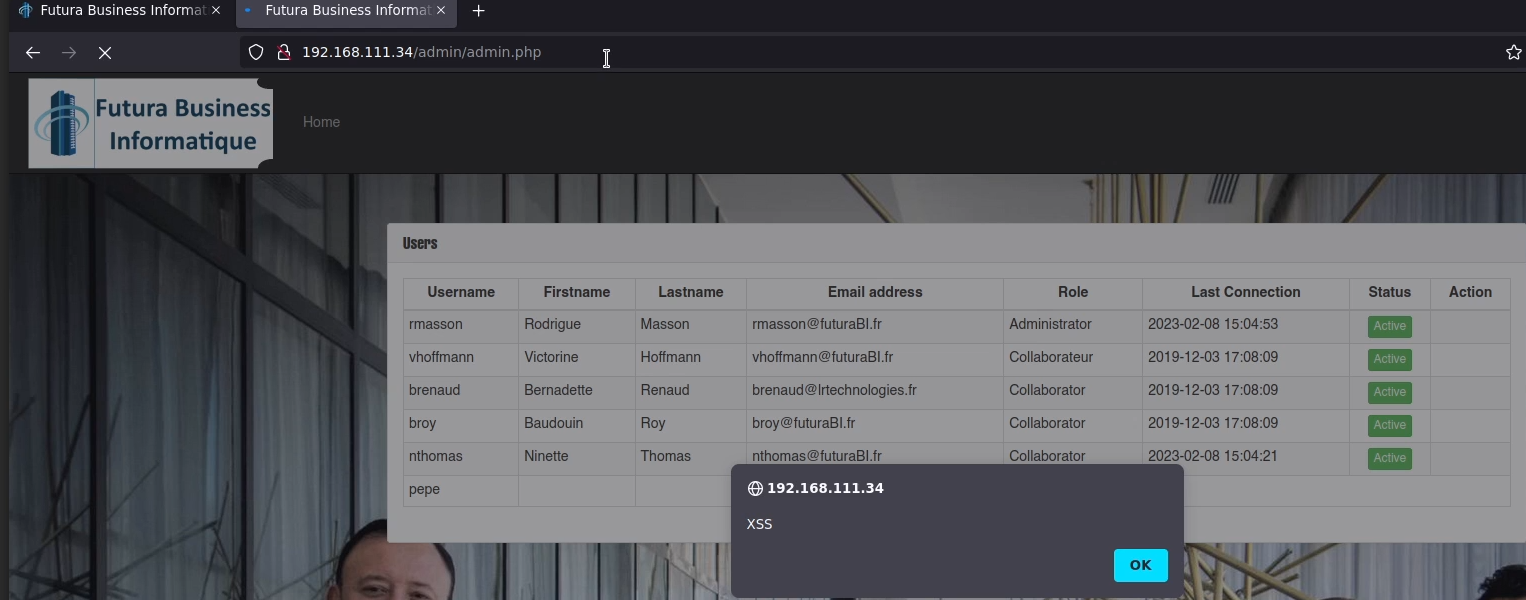 Futura Business Informat
Futura Business Informat
192.168.111.34/admin/admin.php
Futura Business
Informatique
Home
Users
Username Firstname Lastname Email address Role Last Connection Status Action
rmasson Rodrigue Masson rmasson@futuraBI.fr Administrator 2023-02-08 15:04:53 Active
vhoffmann Victorine Hoffmann vhoffmann@futuraBI.fr Collaborateur 2019-12-03 17:08:09 Active
brenaud Bernadette Renaud brenaud@lrtechnologies.fr Collaborator 2019-12-03 17:08:09 Active
broy Baudouin Roy broy@futuraBI.fr Collaborator 2019-12-03 17:08:09 Active
nthomas Ninette Thomas nthomas@futuraBI.fr Collaborator 2023-02-08 15:04:21 Active
pepe
192.168.111.34
XSS
OK